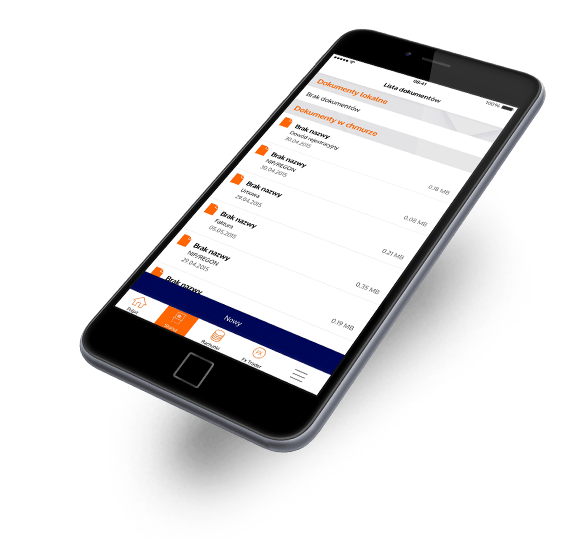 09:41
100%
Lista dokumentów
Dokumenty lokalne
Brak dokumentów
Dokumenty w chmurze
Brak nazwy
Dowód rejestracyjny
30.04.2015
0.18 MB
Brak nazwy
NIP/REGON
30.04.2015
0.08 MB
Brak nazwy
Umowa
29.04.2015
0.21 MB
Brak nazwy
Faktura
05.05.2015
0.35 MB
Brak nazwy
NIP/REGON
29.04.2015
0.19 MB
Brak nazwy
Nowy
Pulpit
Rachunki
Fx Trader